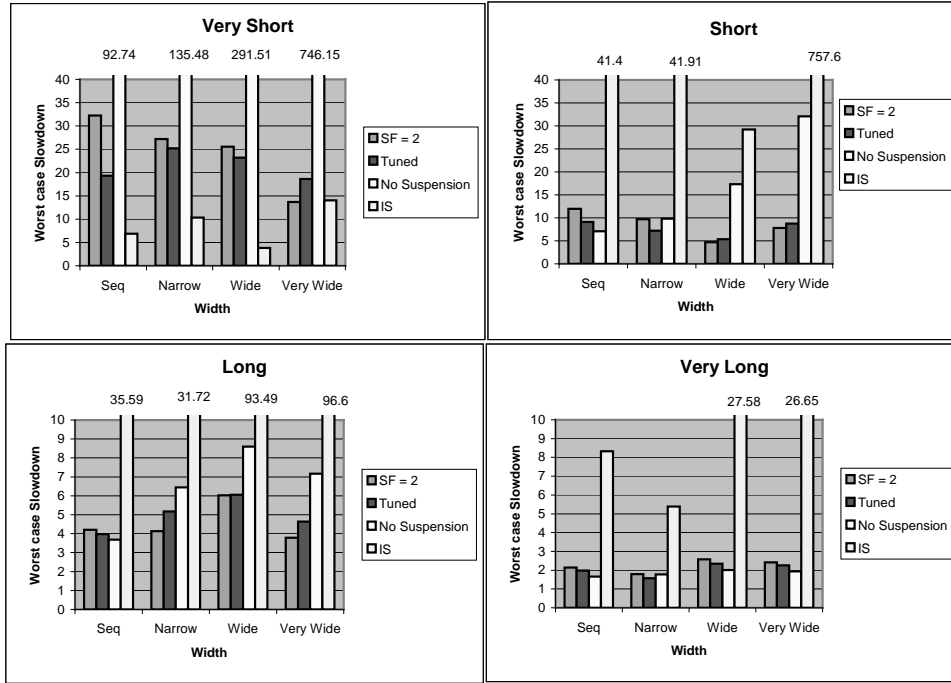 Very Short
92.74 135.48 291.51 746.15
Worst case Slowdown
40
35
30
25
20
15
10
5
0
Seq Narrow Wide Very Wide
Width
SF = 2
Tuned
No Suspension
IS
Short
41.4 41.91 757.6
Worst case Slowdown
40
35
30
25
20
15
10
5
0
Seq Narrow Wide Very Wide
Width
SF = 2
Tuned
No Suspension
IS
Long
35.59 31.72 93.49 96.6
Worst case Slowdown
10
9
8
7
6
5
4
3
2
1
0
Seq Narrow Wide Very Wide
Width
SF = 2
Tuned
No Suspension
IS
Very Long
27.58 26.65
Worst case Slowdown
10
9
8
7
6
5
4
3
2
1
0
Seq Narrow Wide Very Wide
Width
SF = 2
Tuned
No Suspension
IS